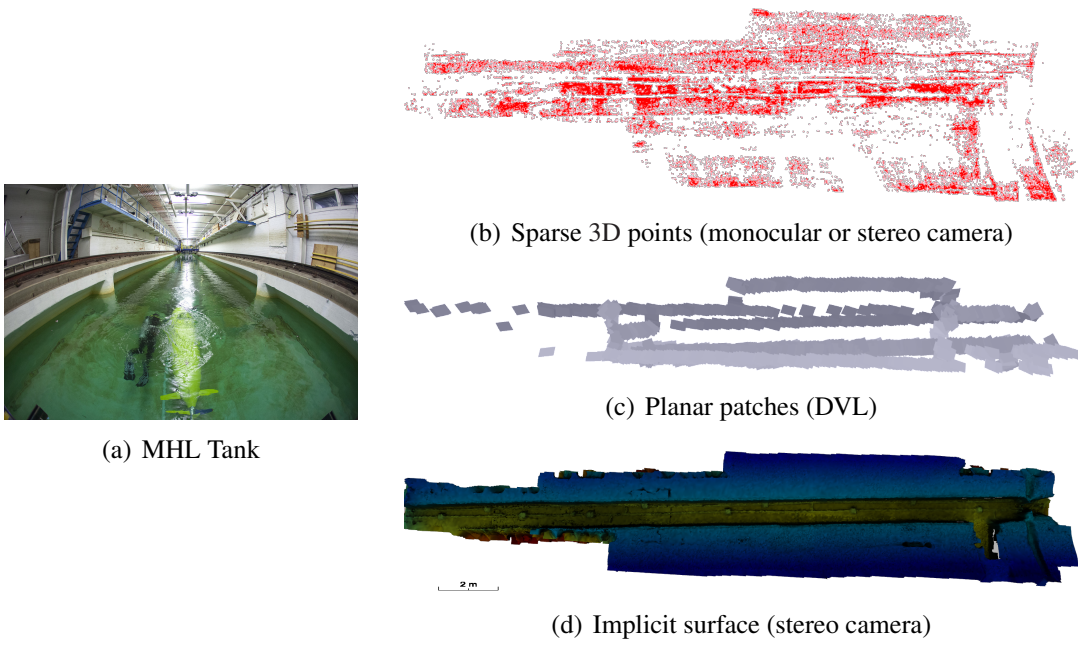 (a) MHL Tank
(b) Sparse 3D points (monocular or stereo camera)
(c) Planar patches (DVL)
2 m
(d) Implicit surface (stereo camera)